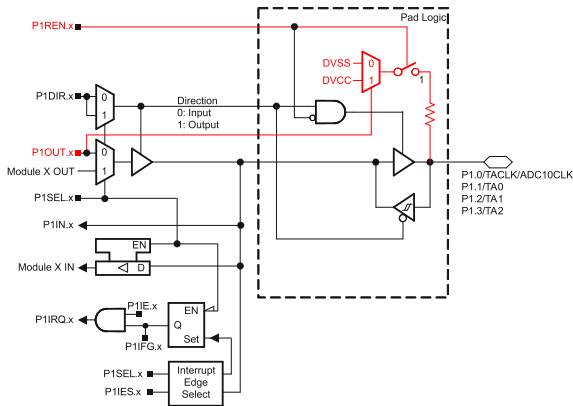 Pad Logic
P1REN.x
DVSS
DVCC
0
1
1
P1DIR.x
0
1
Direction
0: Input
1: Output
P1OUT.x
0
Module X OUT
1
P1.0/TACLK/ADC10CLK
P1.1/TA0
P1.2/TA1
P1.3/TA2
P1SEL.x
P1IN.x
EN
Module X IN
D
P1IE.x
P1IRQ.x
P1IFG.x
EN
Q
Set
P1SEL.x
P1IES.x
Interrupt
Edge
Select